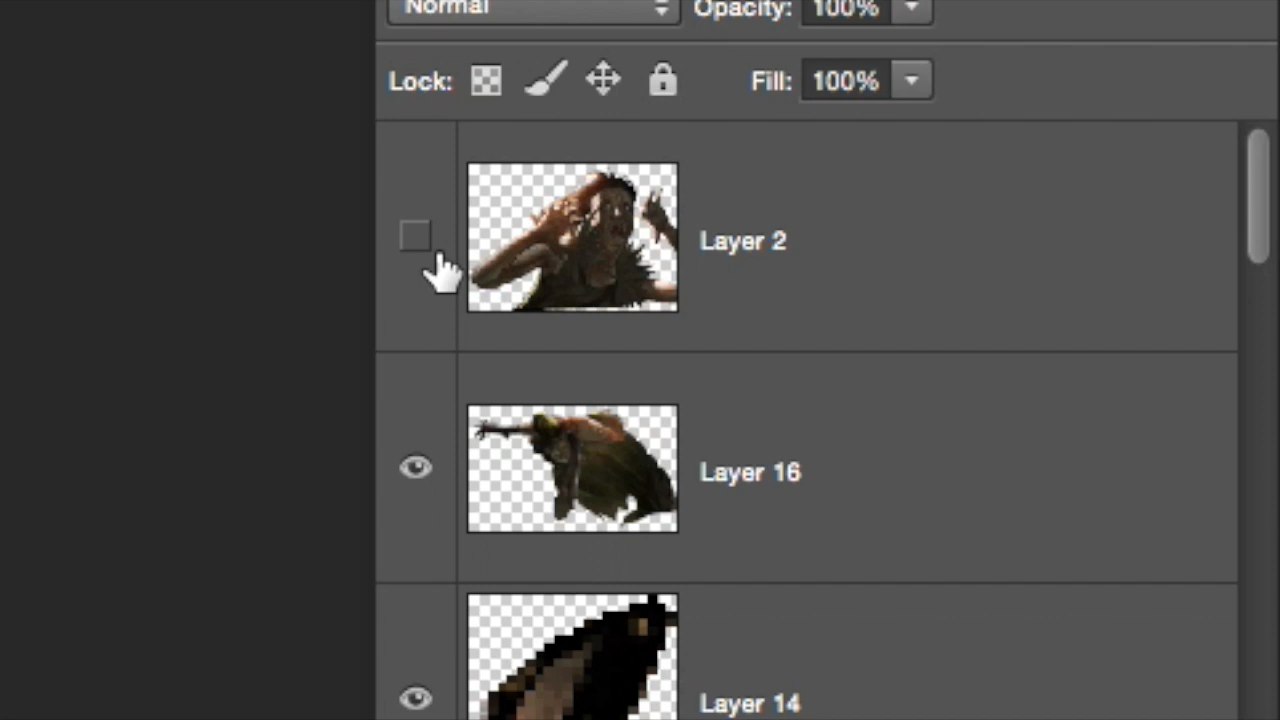 Normal Opacity: 100%
Lock: Fill: 100%
Layer 2
Layer 16
Layer 14